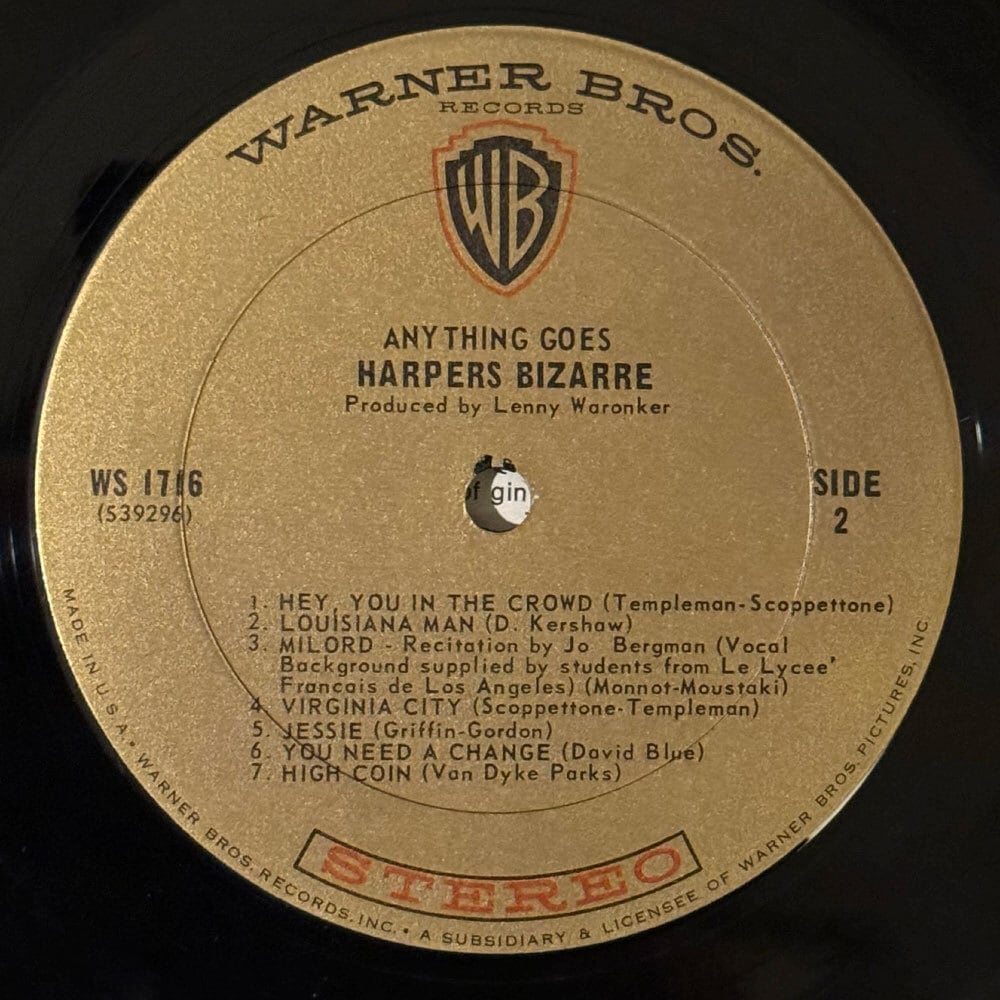 WARNER BROS.
RECORDS
WB
ANYTHING GOES
HARPERS BIZARRE
Produced by Lenny Waronker
WS 1716
(S39296)
SIDE
2
of gin
1. HEY, YOU IN THE CROWD (Templeman-Scoppettone)
2. LOUISIANA MAN (D. Kershaw)
3. MILORD - Recitation by Jo Bergman (Vocal
Background supplied by students from Le Lycee'
Francais de Los Angeles) (Monnot-Moustaki)
4. VIRGINIA CITY (Scoppettone-Templeman)
5. JESSIE (Griffin-Gordon)
6. YOU NEED A CHANGE (David Blue)
7. HIGH COIN (Van Dyke Parks)
STEREO
MADE IN U.S.A. • WARNER BROS. RECORDS, INC. • A SUBSIDIARY & LICENSEE OF WARNER BROS. PICTURES, INC.